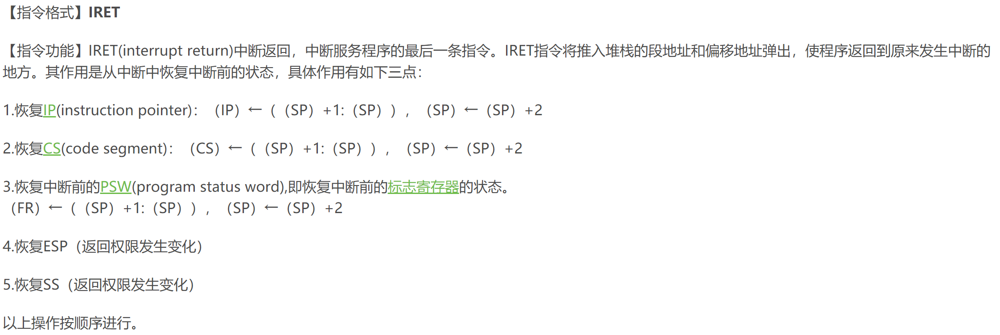 【指令格式】IRET
【指令功能】IRET(interrupt return)中断返回，中断服务程序的最后一条指令。IRET指令将推入堆栈的段地址和偏移地址弹出，使程序返回到原来发生中断的
地方。其作用是从中断中恢复中断前的状态，具体作用有如下三点：
1.恢复IP(instruction pointer)：（IP）←（（SP）+1:（SP）），（SP）←（SP）+2
2.恢复CS(code segment)：（CS）←（（SP）+1:（SP）），（SP）←（SP）+2
3.恢复中断前的PSW(program status word),即恢复中断前的标志寄存器的状态。
（FR）←（（SP）+1:（SP）），（SP）←（SP）+2
4.恢复ESP（返回权限发生变化）
5.恢复SS（返回权限发生变化）
以上操作按顺序进行。